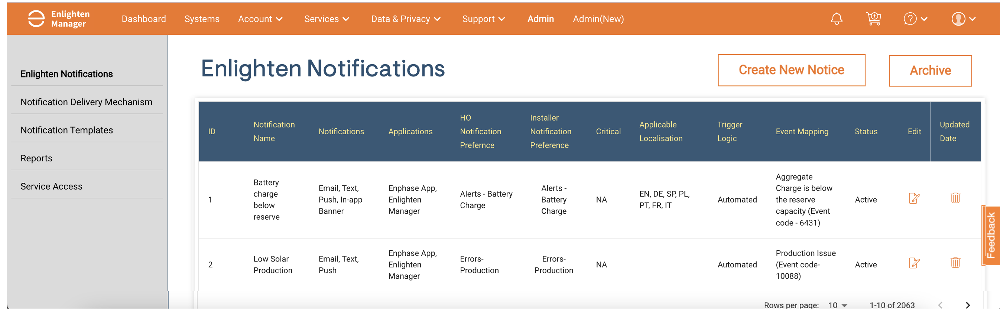 Enlighten
Manager
Dashboard
Systems
Account
Services
Data & Privacy
Support
Admin
Admin(New)
Enlighten Notifications
Notification Delivery Mechanism
Notification Templates
Reports
Service Access
Enlighten Notifications
Create New Notice
Archive
ID
Notification
Name
Notifications
Applications
HO
Notification
Prefernce
Installer
Notification
Preference
Critical
Applicable
Localisation
Trigger
Logic
Event Mapping
Status
Edit
Updated
Date
1
Battery
charge
below
reserve
Email, Text,
Push, In-app
Banner
Enphase App,
Enlighten
Manager
Alerts - Battery
Charge
Alerts -
Battery
Charge
NA
EN, DE, SP, PL,
PT, FR, IT
Automated
Aggregate
Charge is below
the reserve
capacity (Event
code - 6431)
Active
2
Low Solar
Production
Email, Text,
Push
Enphase App,
Enlighten
Manager
Errors-
Production
Errors-
Production
NA
Automated
Production Issue
(Event code-
10088)
Active
Feedback
Rows per page:
10
1-10 of 2063